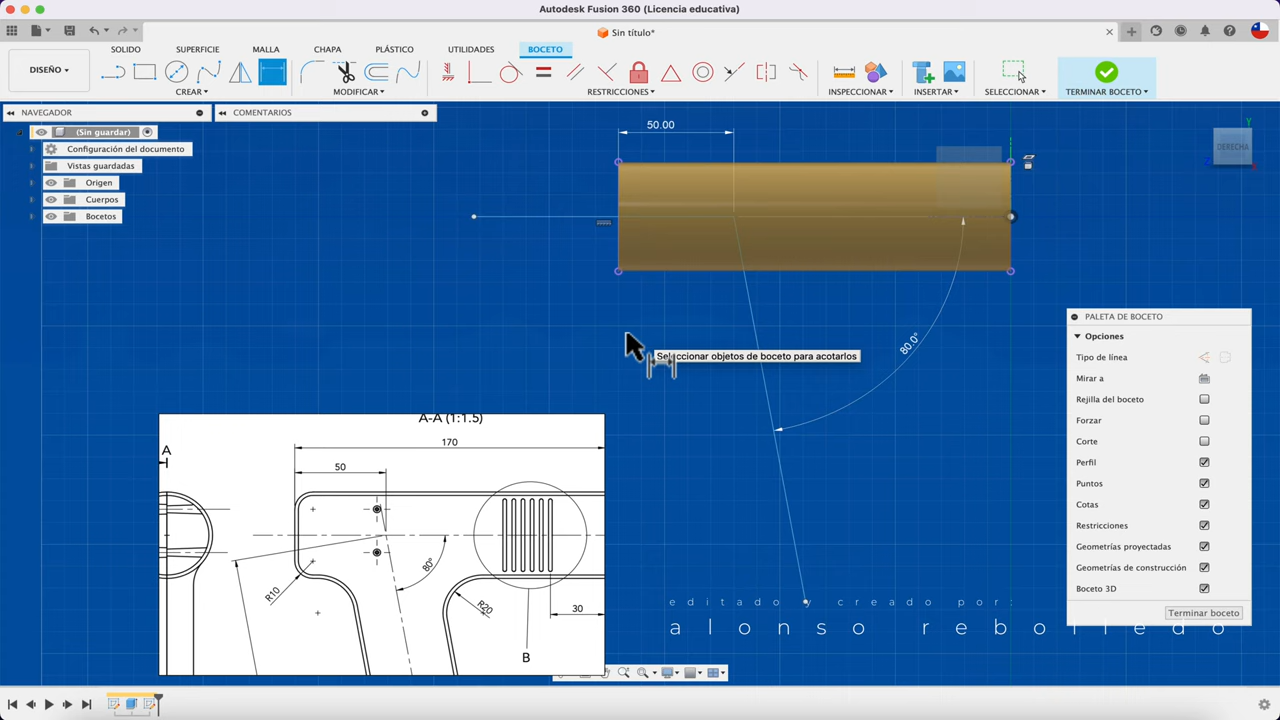 Autodesk Fusion 360 (Licencia educativa)
Sin título*
DISEÑO
SÓLIDO SUPERFICIE MALLA CHAPA PLÁSTICO UTILIDADES BOCETO
CREAR MODIFICAR RESTRICCIONES INSPECCIONAR INSERTAR SELECCIONAR TERMINAR BOCETO
NAVEGADOR
COMENTARIOS
(Sin guardar)
Configuración del documento
Vistas guardadas
Origen
Cuerpos
Bocetos
50.00
Y
DERECHA
Z
80.0°
Seleccionar objetos de boceto para acotarlos
PALETA DE BOCETO
Opciones
Tipo de línea
Mirar a
Rejilla del boceto
Forzar
Corte
Perfil
Puntos
Cotas
Restricciones
Geometrías proyectadas
Geometrías de construcción
Boceto 3D
Terminar boceto
A-A (1:1.5)
A
170
50
80°
R10
R20
30
B
editado y creado por:
alonso rebolledo